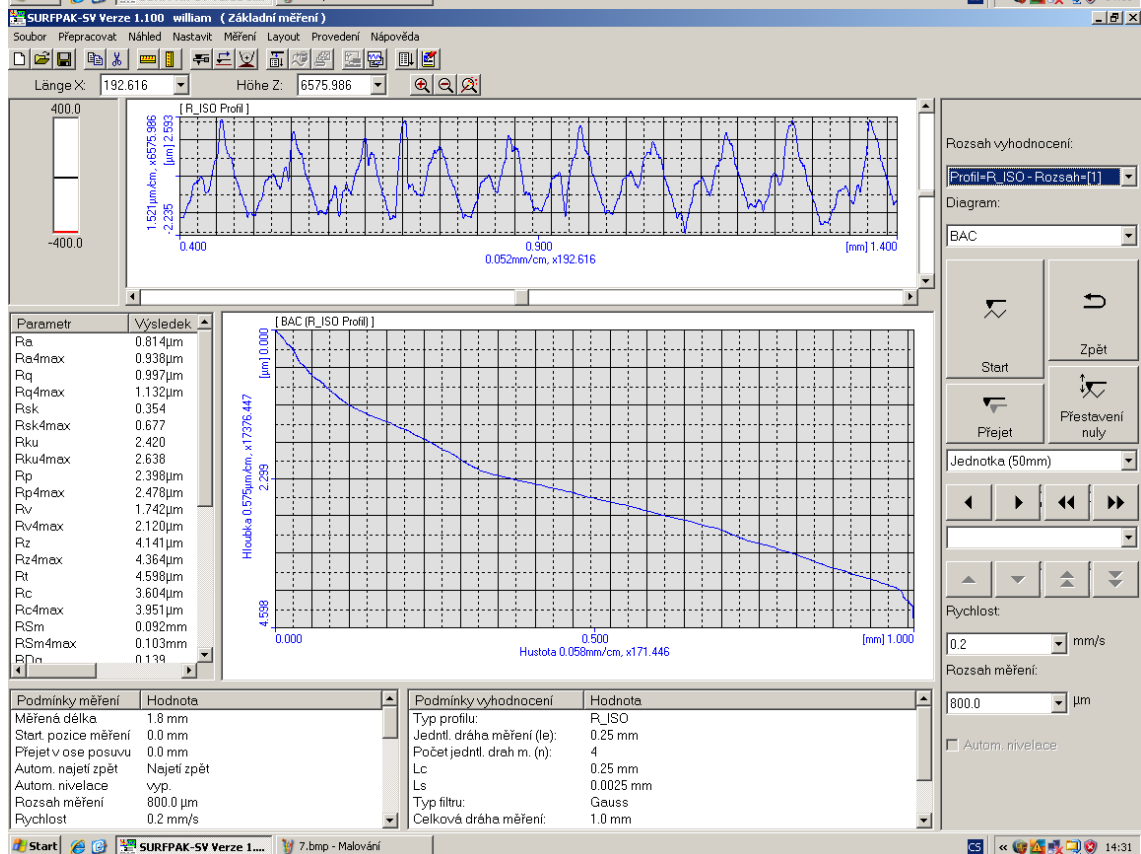 SURFPAK-SV Verze 1.100 william ( Základní měření )
Soubor Přepracovat Náhled Nastavit Měření Layout Provedení Nápověda
Länge X: 192.616 Höhe Z: 6575.986
400.0
-400.0
[ R_ISO Profil ]
1.521 µm/cm, x6575.986
-2.235 [µm] 2.593
0.400 0.900 [mm] 1.400
0.052mm/cm, x192.616
Rozsah vyhodnocení:
Profil=R_ISO - Rozsah=[1]
Diagram:
BAC
Start
Zpět
Přejet
Přestavení
nuly
Jednotka (50mm)
Rychlost:
0.2 mm/s
Rozsah měření:
800.0 µm
Autom. nivelace
Parametr Výsledek
Ra 0.814µm
Ra4max 0.938µm
Rq 0.997µm
Rq4max 1.132µm
Rsk 0.354
Rsk4max 0.677
Rku 2.420
Rku4max 2.638
Rp 2.398µm
Rp4max 2.478µm
Rv 1.742µm
Rv4max 2.120µm
Rz 4.141µm
Rz4max 4.364µm
Rt 4.598µm
Rc 3.604µm
Rc4max 3.951µm
RSm 0.092mm
RSm4max 0.103mm
RDq 0.139
[ BAC (R_ISO Profil) ]
Hloubka 0.575µm/cm, x17376.447
4.598 2.299 [µm] 0.000
0.000 0.500 [mm] 1.000
Hustota 0.058mm/cm, x171.446
Podmínky měření Hodnota
Měřená délka 1.8 mm
Start. pozice měření 0.0 mm
Přejet v ose posuvu 0.0 mm
Autom. najetí zpět Najetí zpět
Autom. nivelace vyp.
Rozsah měření 800.0 µm
Rychlost 0.2 mm/s
Podmínky vyhodnocení Hodnota
Typ profilu: R_ISO
Jedntl. dráha měření (le): 0.25 mm
Počet jedntl. drah m. (n): 4
Lc 0.25 mm
Ls 0.0025 mm
Typ filtru: Gauss
Celková dráha měření: 1.0 mm
Start SURFPAK-SV Verze 1.... 7.bmp - Malování CS 14:31